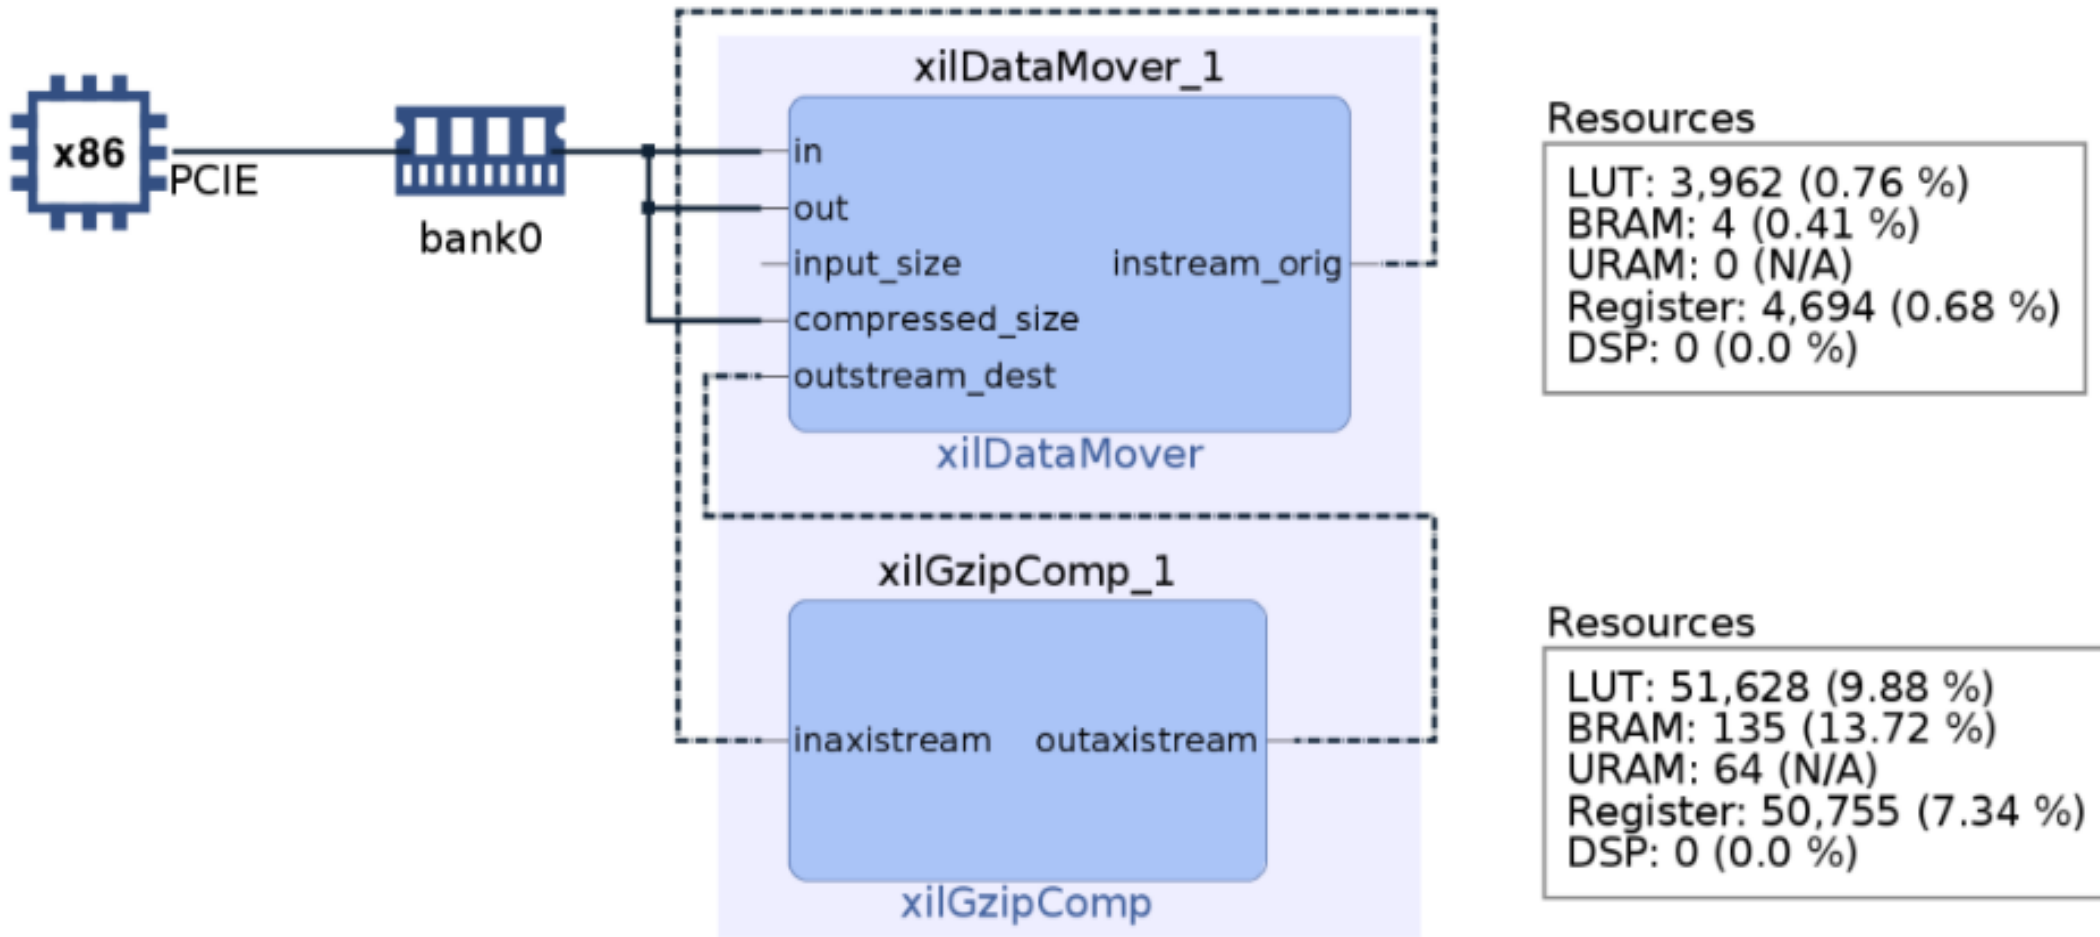 x86
PCIE
bank0
xilDataMover_1
in
out
input_size
instream_orig
compressed_size
outstream_dest
xilDataMover
Resources
LUT: 3,962 (0.76 %)
BRAM: 4 (0.41 %)
URAM: 0 (N/A)
Register: 4,694 (0.68 %)
DSP: 0 (0.0 %)
xilGzipComp_1
inaxistream
outaxistream
xilGzipComp
Resources
LUT: 51,628 (9.88 %)
BRAM: 135 (13.72 %)
URAM: 64 (N/A)
Register: 50,755 (7.34 %)
DSP: 0 (0.0 %)